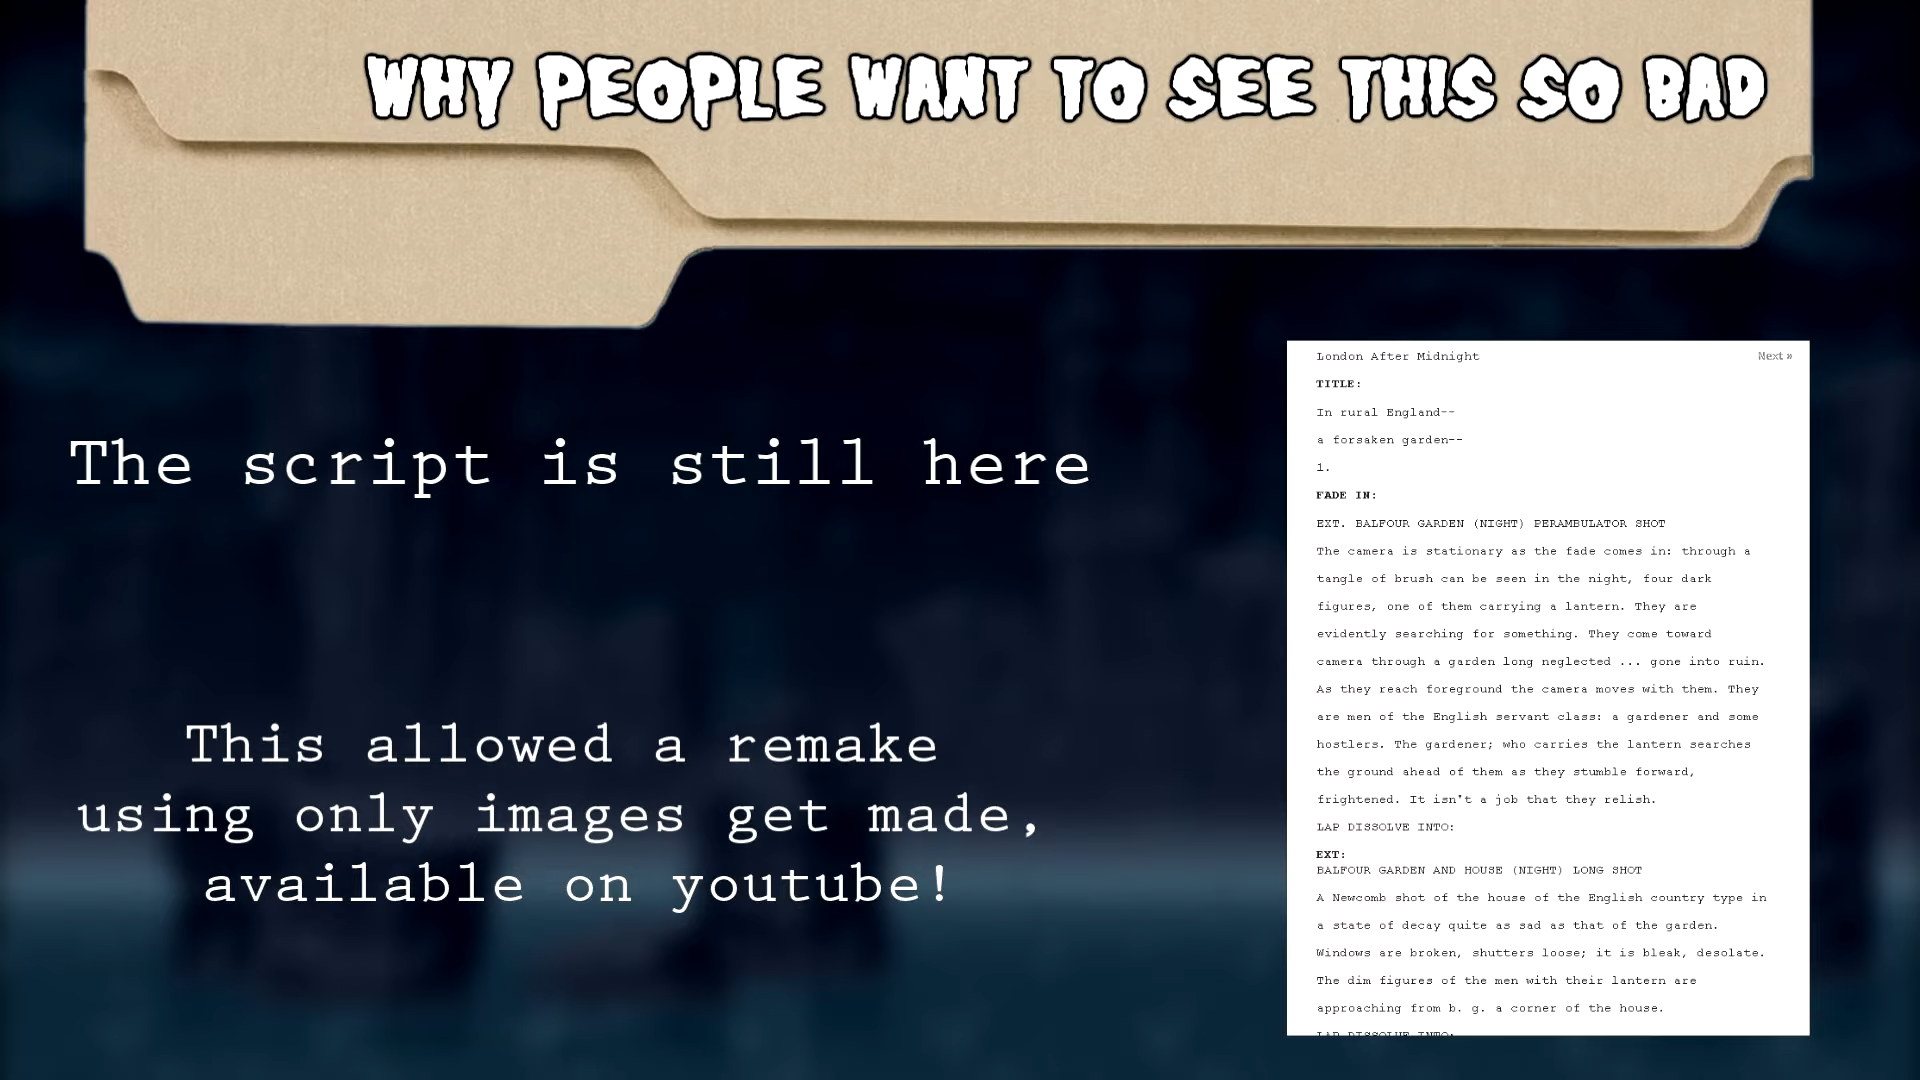 WHY PEOPLE WANT TO SEE THIS SO BAD
The script is still here
This allowed a remake
using only images get made,
available on youtube!
London After Midnight
Next »
TITLE:
In rural England--
a forsaken garden--
1.
FADE IN:
EXT. BALFOUR GARDEN (NIGHT) PERAMBULATOR SHOT
The camera is stationary as the fade comes in: through a
tangle of brush can be seen in the night, four dark
figures, one of them carrying a lantern. They are
evidently searching for something. They come toward
camera through a garden long neglected ... gone into ruin.
As they reach foreground the camera moves with them. They
are men of the English servant class: a gardener and some
hostlers. The gardener; who carries the lantern searches
the ground ahead of them as they stumble forward,
frightened. It isn't a job that they relish.
LAP DISSOLVE INTO:
EXT:
BALFOUR GARDEN AND HOUSE (NIGHT) LONG SHOT
A Newcomb shot of the house of the English country type in
a state of decay quite as sad as that of the garden.
Windows are broken, shutters loose; it is bleak, desolate.
The dim figures of the men with their lantern are
approaching from b. g. a corner of the house.
LAP DISSOLVE INTO: